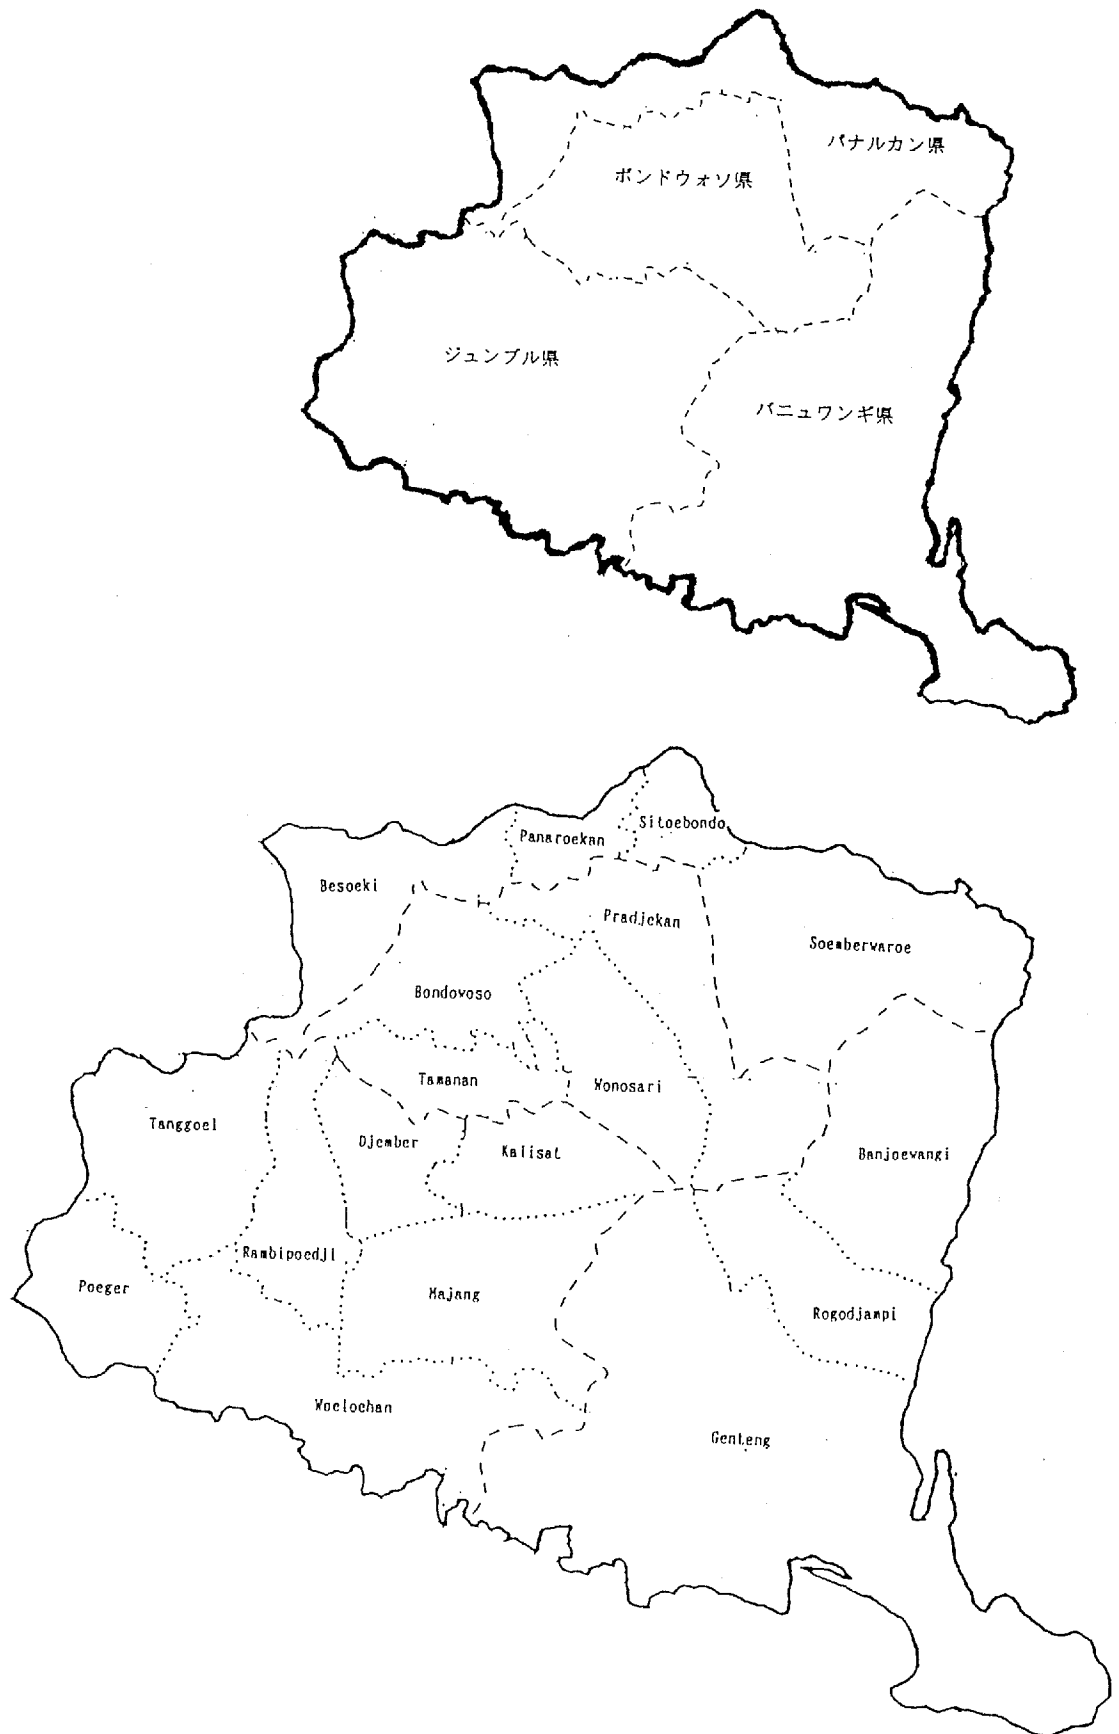 パナルカン県
ボンドウォソ県
ジュンブル県
バニュワンギ県
Sitoebondo
Panaroekan
Besoeki
Pradjekan
Soemberwaroe
Bondowoso
Tamanan
Wonosari
Tanggoel
Djember
Kalisat
Banjoewangi
Rambipoedji
Poeger
Majang
Rogodjampi
Woeloehan
Genteng